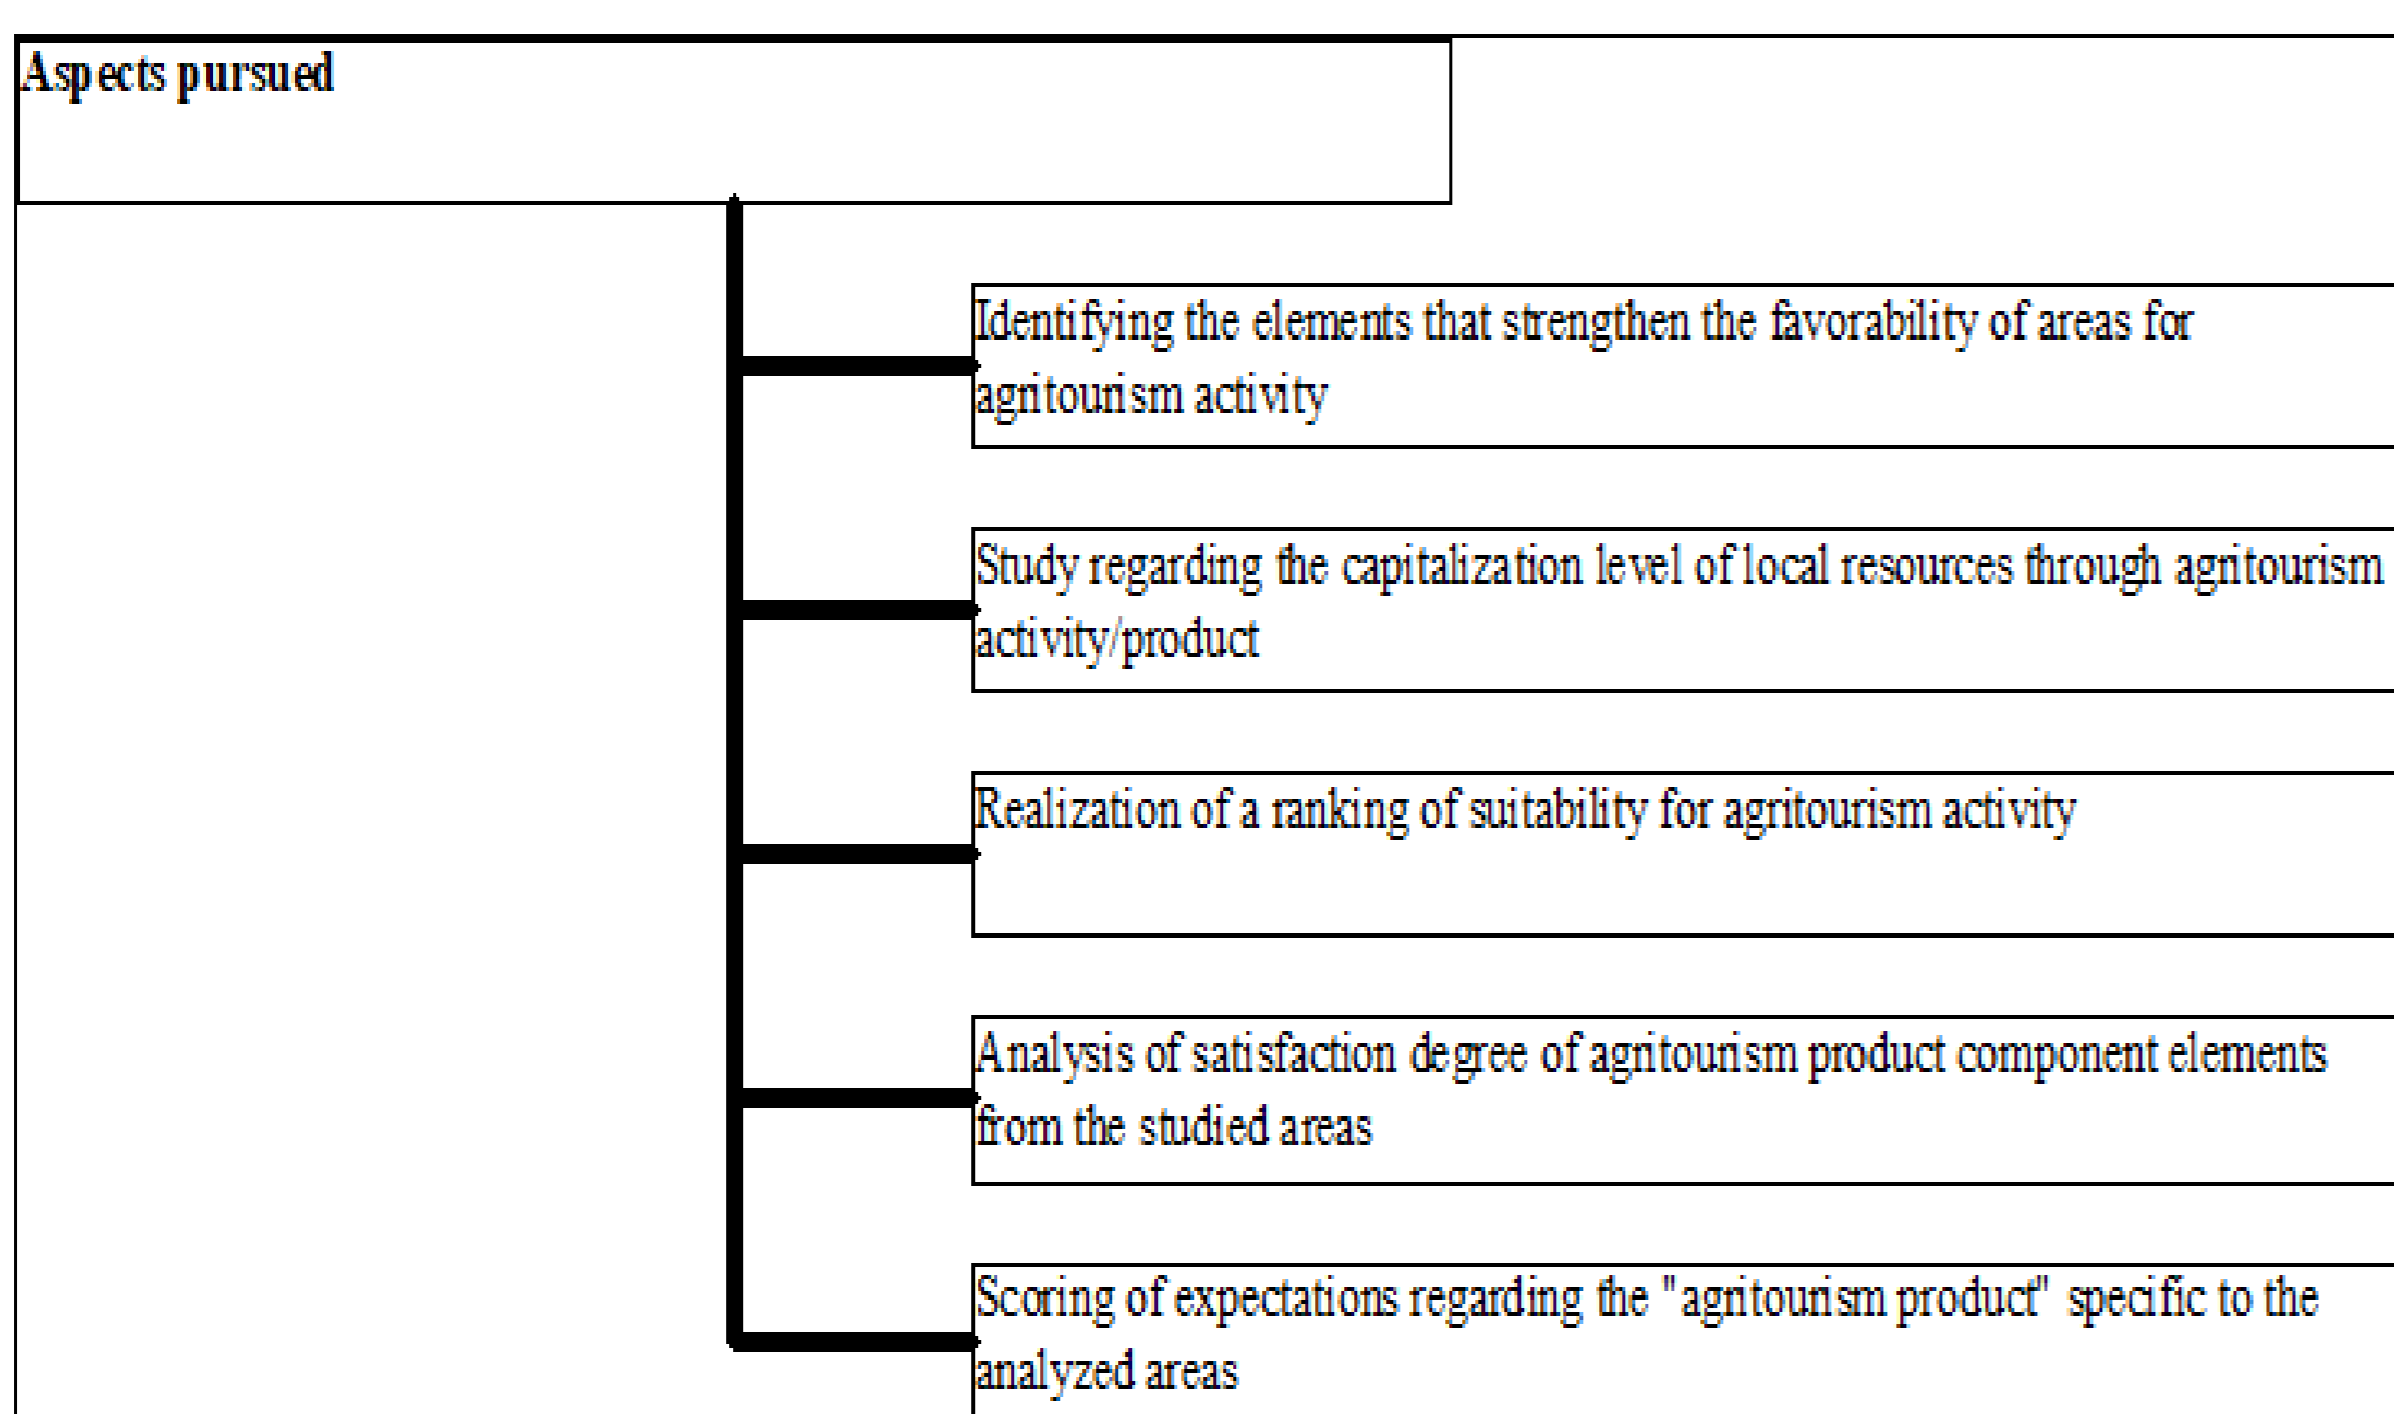 Aspects pursued
Identifying the elements that strengthen the favorability of areas for
agritourism activity
Study regarding the capitalization level of local resources through agritourism
activity/product
Realization of a ranking of suitability for agritourism activity
Analysis of satisfaction degree of agritourism product component elements
from the studied areas
Scoring of expectations regarding the "agritourism product" specific to the
analyzed areas